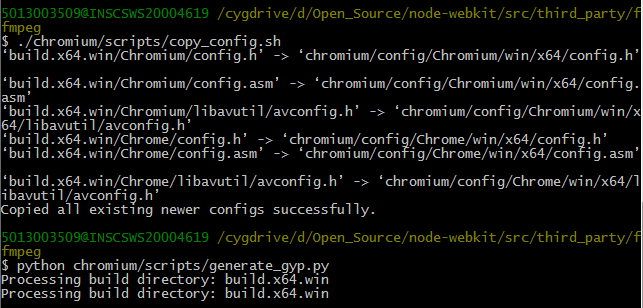 5013003509@INSCSWS20004619 /cygdrive/d/Open_Source/node-webkit/src/third_party/f
fmpeg
$ ./chromium/scripts/copy_config.sh
‘build.x64.win/Chromium/config.h’ -> ‘chromium/config/Chromium/win/x64/config.h’
‘build.x64.win/Chromium/config.asm’ -> ‘chromium/config/Chromium/win/x64/config.
asm’
‘build.x64.win/Chromium/libavutil/avconfig.h’ -> ‘chromium/config/Chromium/win/x
64/libavutil/avconfig.h’
‘build.x64.win/Chrome/config.h’ -> ‘chromium/config/Chrome/win/x64/config.h’
‘build.x64.win/Chrome/config.asm’ -> ‘chromium/config/Chrome/win/x64/config.asm’
‘build.x64.win/Chrome/libavutil/avconfig.h’ -> ‘chromium/config/Chrome/win/x64/l
ibavutil/avconfig.h’
Copied all existing newer configs successfully.
5013003509@INSCSWS20004619 /cygdrive/d/Open_Source/node-webkit/src/third_party/f
fmpeg
$ python chromium/scripts/generate_gyp.py
Processing build directory: build.x64.win
Processing build directory: build.x64.win